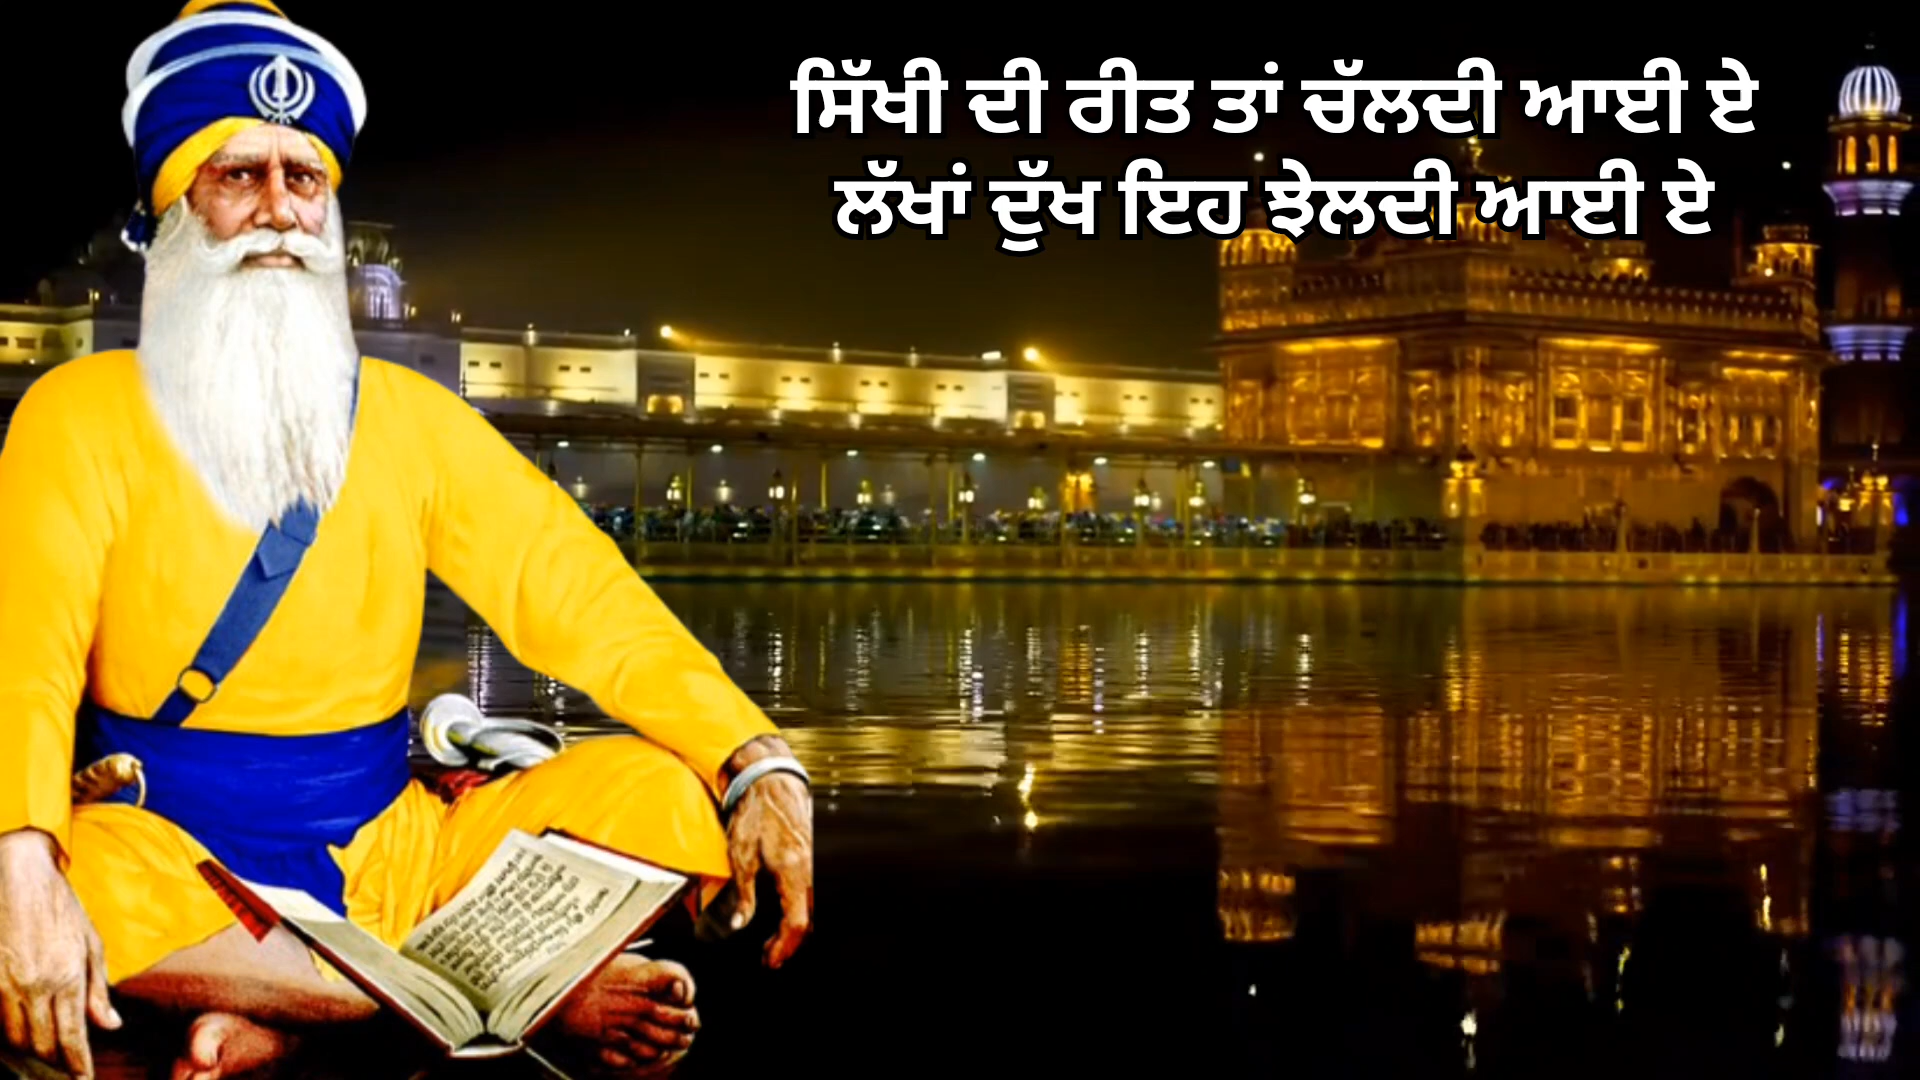 ਸਿੱਖੀ ਦੀ ਰੀਤ ਤਾਂ ਚੱਲਦੀ ਆਈ ਏ
ਲੱਖਾਂ ਦੁੱਖ ਇਹ ਝੇਲਦੀ ਆਈ ਏ